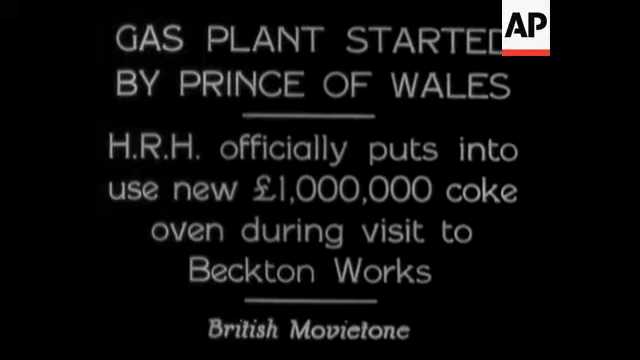 AP
GAS PLANT STARTED
BY PRINCE OF WALES
H.R.H. officially puts into
use new £1,000,000 coke
oven during visit to
Beckton Works
British Movietone